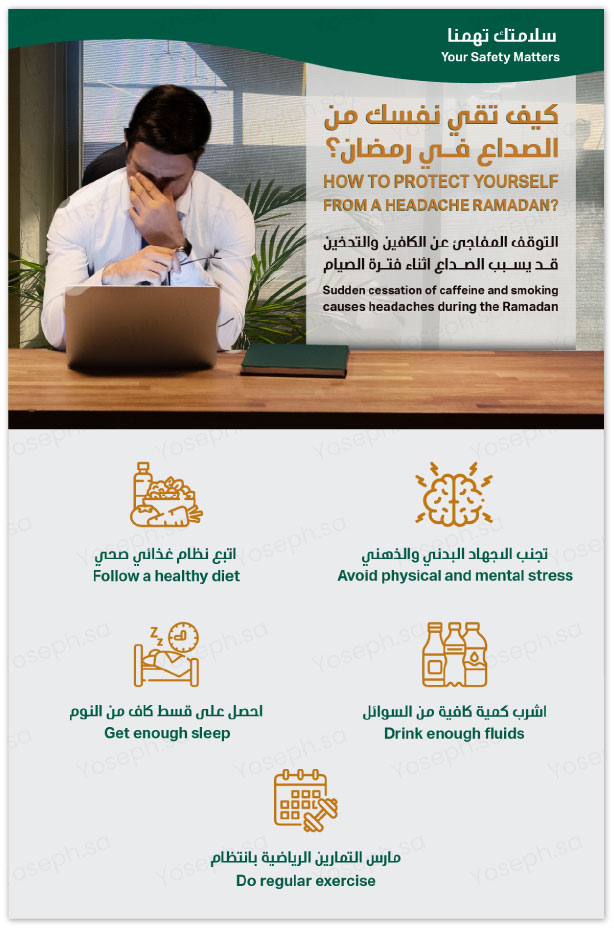 سلامتك تهمنا
Your Safety Matters
كيف تقي نفسك من
الصداع في رمضان؟
HOW TO PROTECT YOURSELF
FROM A HEADACHE RAMADAN?
التوقف المفاجئ عن الكافين والتدخين
قد يسبب الصداع اثناء فترة الصيام
Sudden cessation of caffeine and smoking
causes headaches during the Ramadan
تجنب الاجهاد البدني والذهني
Avoid physical and mental stress
اتبع نظام غذائي صحي
Follow a healthy diet
اشرب كمية كافية من السوائل
Drink enough fluids
احصل على قسط كاف من النوم
Get enough sleep
مارس التمارين الرياضية بانتظام
Do regular exercise
Yoseph.sa